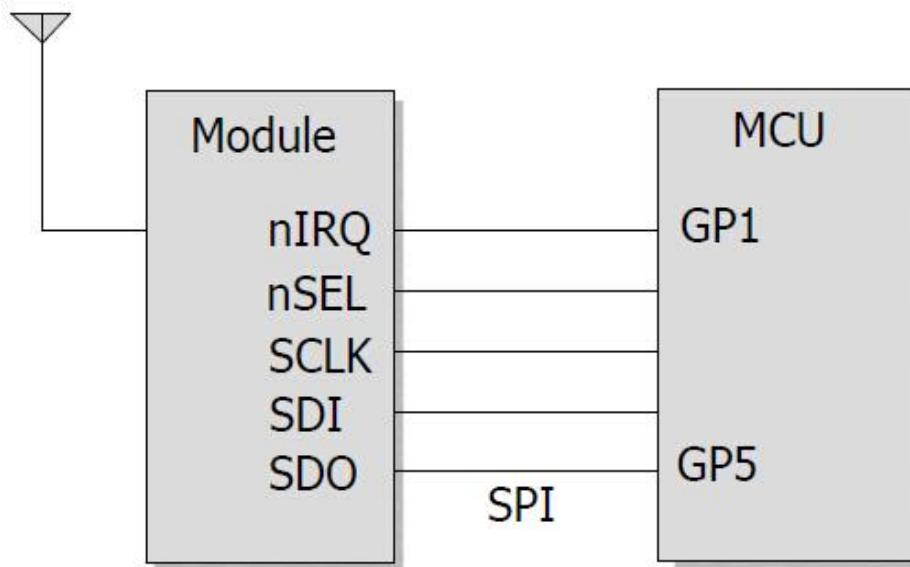 Module
MCU
nIRQ
GP1
nSEL
SCLK
SDI
SDO
GP5
SPI